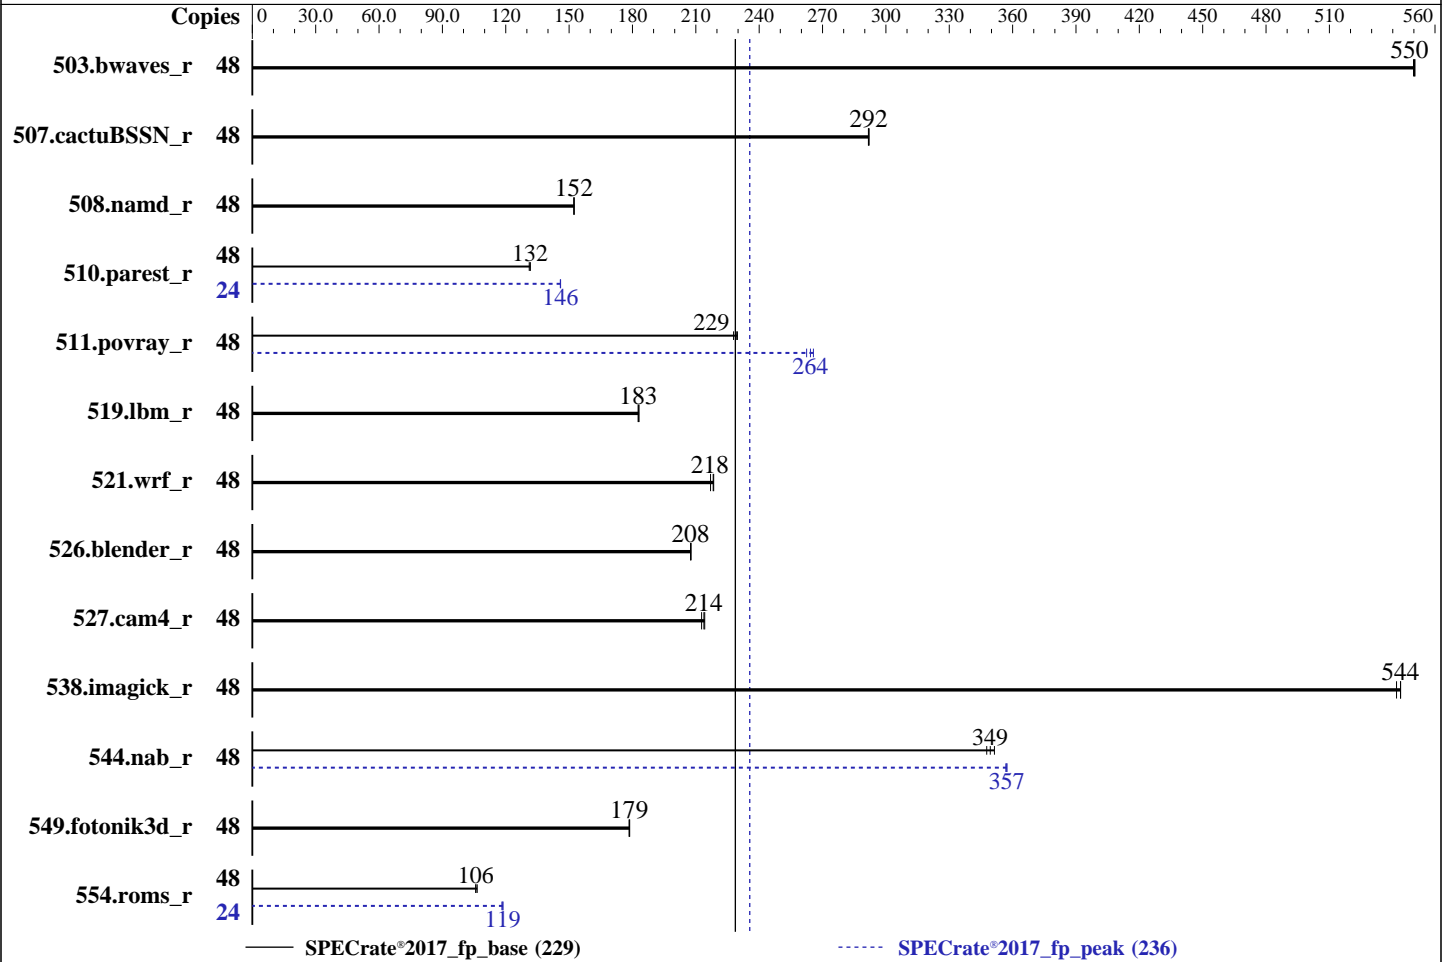 Copies 0 30.0 60.0 90.0 120 150 180 210 240 270 300 330 360 390 420 450 480 510 560
503.bwaves_r 48 550
507.cactuBSSN_r 48 292
508.namd_r 48 152
510.parest_r 48 132
24 146
511.povray_r 48 229
264
519.lbm_r 48 183
521.wrf_r 48 218
526.blender_r 48 208
527.cam4_r 48 214
538.imagick_r 48 544
544.nab_r 48 349
357
549.fotonik3d_r 48 179
554.roms_r 48 106
24 119
SPECrate®2017_fp_base (229) SPECrate®2017_fp_peak (236)